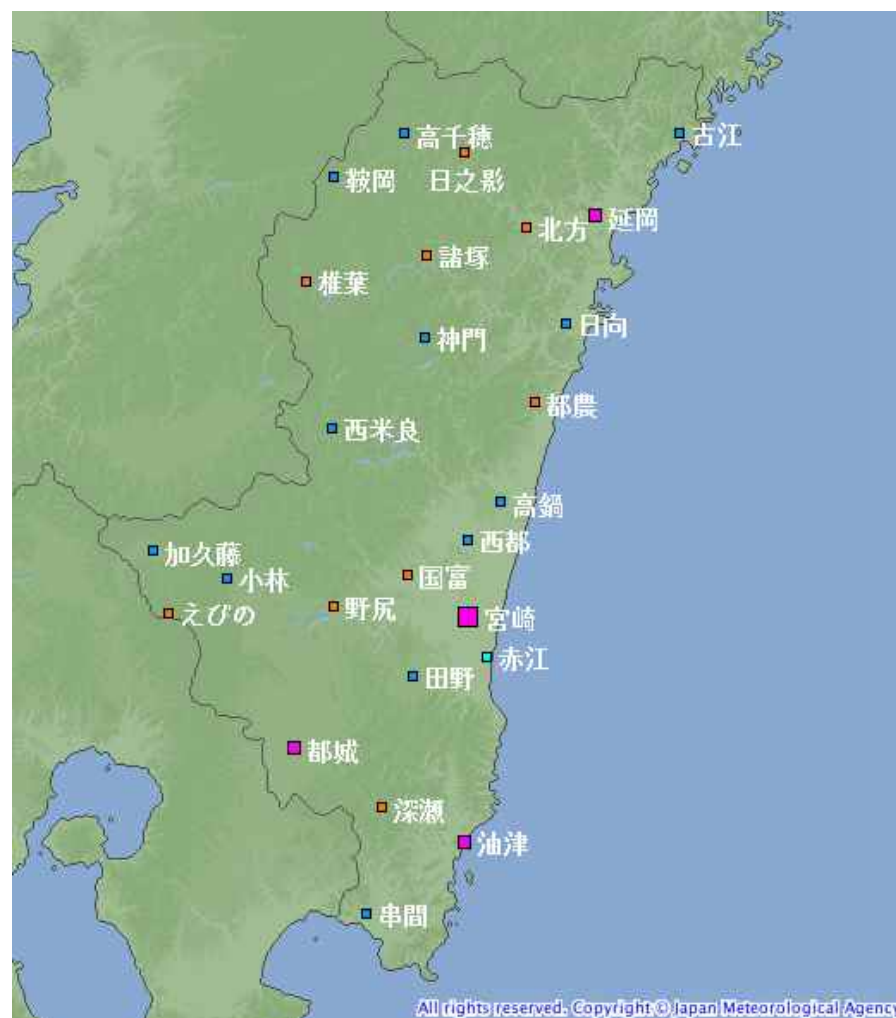 高千穂
古江
鞍岡
日之影
延岡
北方
諸塚
椎葉
日向
神門
都農
西米良
高鍋
西都
加久藤
国富
小林
野尻
えびの
宮崎
赤江
田野
都城
深瀬
油津
串間
All rights reserved. Copyright © Japan Meteorological Agency